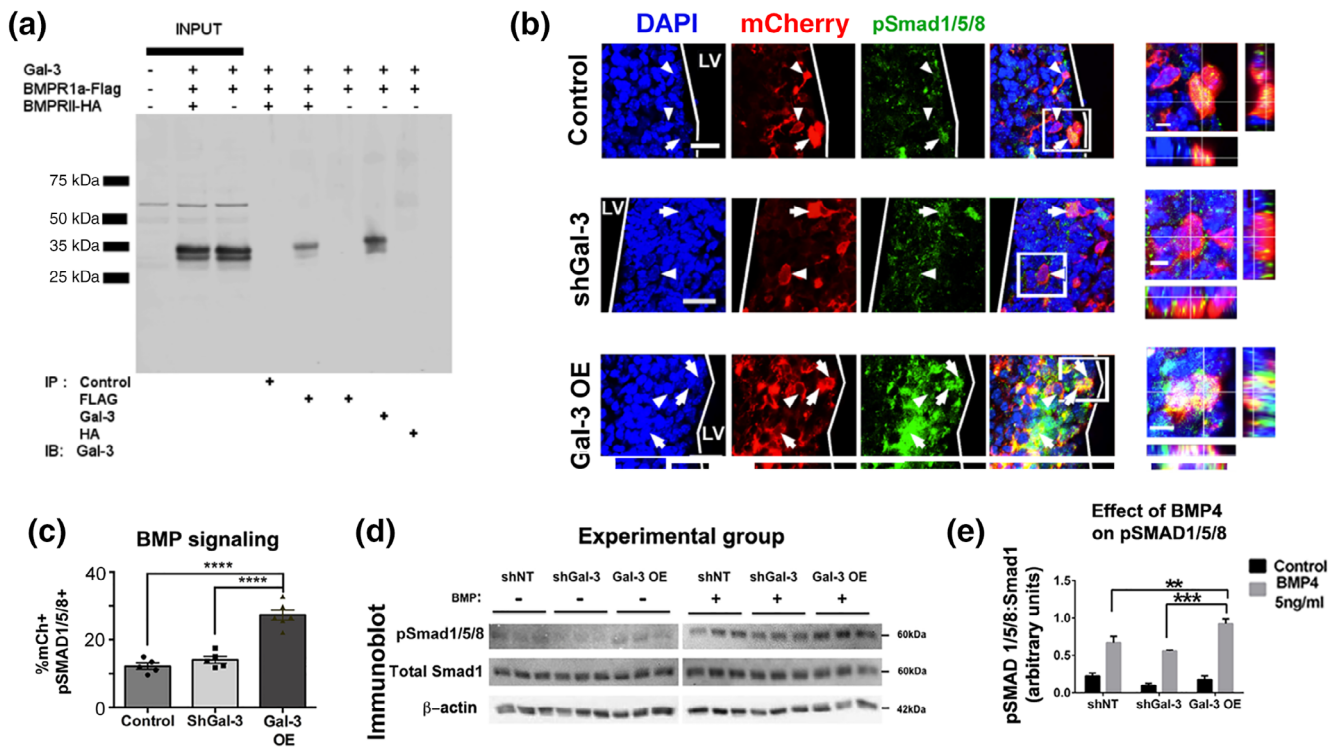 (a)
INPUT
Gal-3 - + + + + + + +
BMPR1a-Flag - + + + + + + +
BMPRII-HA - + - + + - - -
75 kDa
50 kDa
35 kDa
25 kDa
IP : Control +
FLAG + +
Gal-3 +
HA +
IB: Gal-3
(b)
DAPI mCherry pSmad1/5/8
Control
LV
shGal-3
LV
Gal-3 OE
LV
(c)
BMP signaling
%mCh+
pSMAD1/5/8+
40
30
20
10
0
****
****
Control ShGal-3 Gal-3
OE
(d)
Experimental group
shNT shGal-3 Gal-3 OE shNT shGal-3 Gal-3 OE
BMP: - - - + + +
Immunoblot
pSmad1/5/8 60kDa
Total Smad1 60kDa
β-actin 42kDa
(e)
Effect of BMP4
on pSMAD1/5/8
pSMAD 1/5/8:Smad1
(arbitrary units)
1.5
1.0
0.5
0.0
**
***
shNT shGal-3 Gal-3 OE
Control
BMP4
5ng/ml